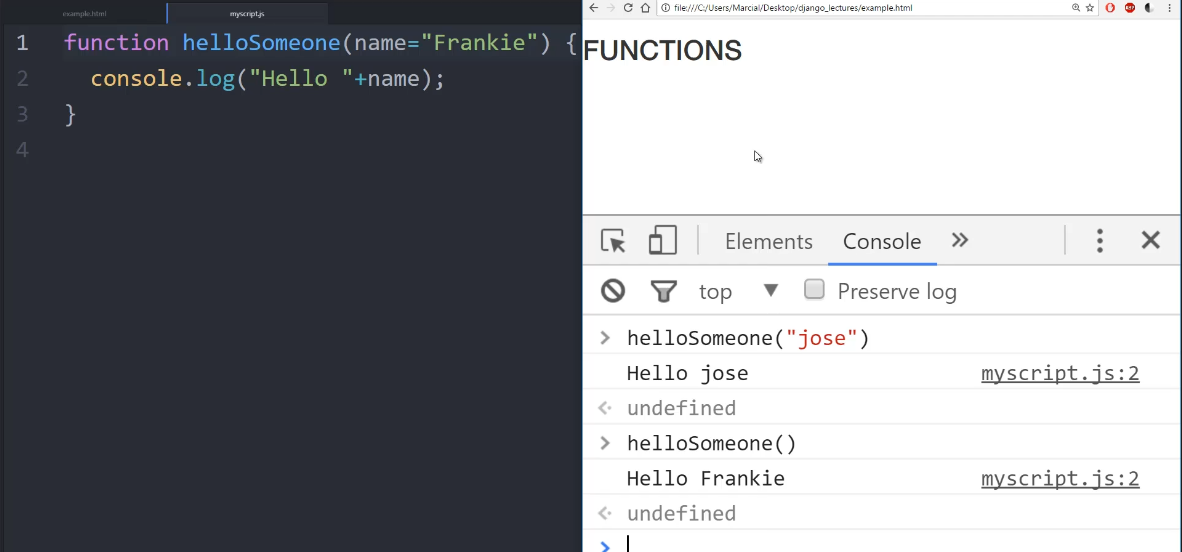 example.html
myscript.js
1 function helloSomeone(name="Frankie") {
2 console.log("Hello "+name);
3 }
4
file:///C:/Users/Marcial/Desktop/django_lectures/example.html
FUNCTIONS
Elements Console »
top ▼ Preserve log
> helloSomeone("jose")
Hello jose myscript.js:2
undefined
> helloSomeone()
Hello Frankie myscript.js:2
undefined
>